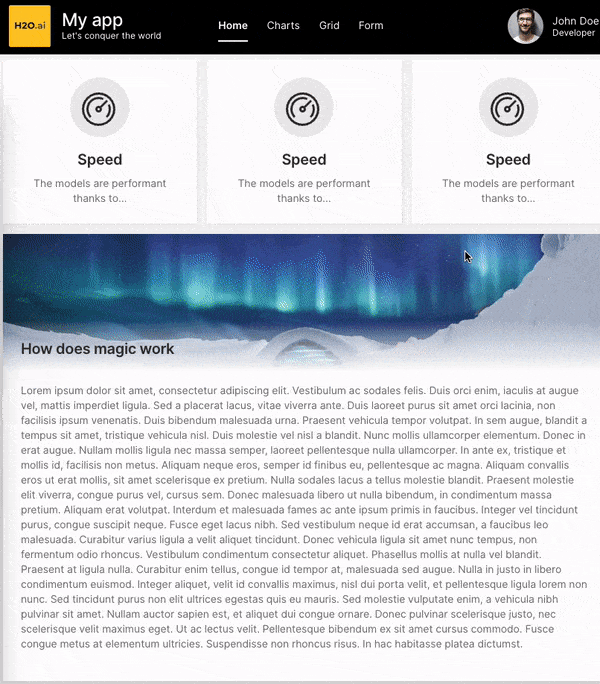 H2O.ai
My app
Let's conquer the world
Home
Charts
Grid
Form
John Doe
Developer
Speed
The models are performant
thanks to...
Speed
The models are performant
thanks to...
Speed
The models are performant
thanks to...
How does magic work
Lorem ipsum dolor sit amet, consectetur adipiscing elit. Vestibulum ac sodales felis. Duis orci enim, iaculis at augue
vel, mattis imperdiet ligula. Sed a placerat lacus, vitae viverra ante. Duis laoreet purus sit amet orci lacinia, non
facilisis ipsum venenatis. Duis bibendum malesuada urna. Praesent vehicula tempor volutpat. In sem augue, blandit a
tempus sit amet, tristique vehicula nisl. Duis molestie vel nisl a blandit. Nunc mollis ullamcorper elementum. Donec in
erat augue. Nullam mollis ligula nec massa semper, laoreet pellentesque nulla ullamcorper. In ante ex, tristique et
mollis id, facilisis non metus. Aliquam neque eros, semper id finibus eu, pellentesque ac magna. Aliquam convallis
eros ut erat mollis, sit amet scelerisque ex pretium. Nulla sodales lacus a tellus molestie blandit. Praesent molestie
elit viverra, congue purus vel, cursus sem. Donec malesuada libero ut nulla bibendum, in condimentum massa
pretium. Aliquam erat volutpat. Interdum et malesuada fames ac ante ipsum primis in faucibus. Integer vel tincidunt
purus, congue suscipit neque. Fusce eget lacus nibh. Sed vestibulum neque id erat accumsan, a faucibus leo
malesuada. Curabitur varius ligula a velit aliquet tincidunt. Donec vehicula ligula sit amet nunc tempus, non
fermentum odio rhoncus. Vestibulum condimentum consectetur aliquet. Phasellus mollis at nulla vel blandit.
Praesent at ligula nulla. Curabitur enim tellus, congue id tempor at, malesuada sed augue. Nulla in justo in libero
condimentum euismod. Integer aliquet, velit id convallis maximus, nisl dui porta velit, et pellentesque ligula lorem non
nunc. Sed tincidunt purus non elit ultrices egestas quis eu mauris. Sed molestie vulputate enim, a vehicula nibh
pulvinar sit amet. Nullam auctor sapien est, et aliquet dui congue ornare. Donec pulvinar scelerisque justo, nec
scelerisque velit maximus eget. Ut ac lectus velit. Pellentesque bibendum ex sit amet cursus commodo. Fusce
congue metus at elementum ultricies. Suspendisse non rhoncus risus. In hac habitasse platea dictumst.